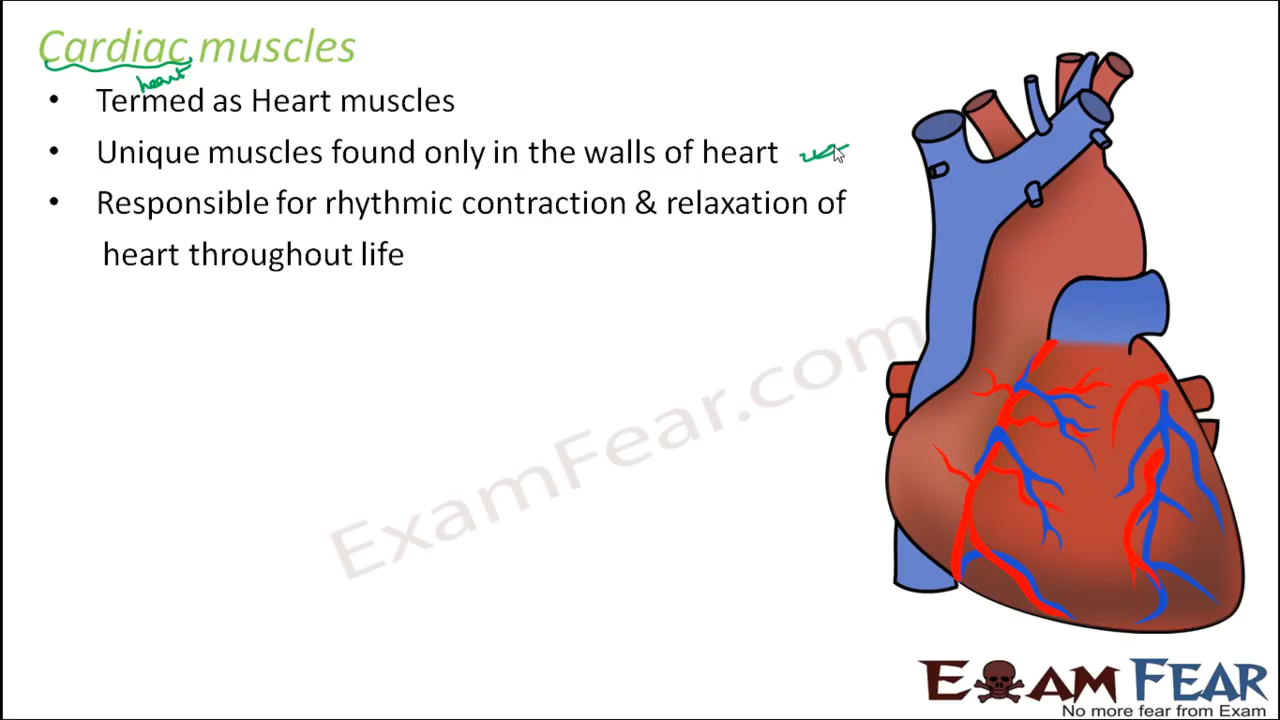 Cardiac muscles
heart
• Termed as Heart muscles
• Unique muscles found only in the walls of heart
• Responsible for rhythmic contraction & relaxation of
heart throughout life
ExamFear.com
EXAM FEAR
No more fear from Exam